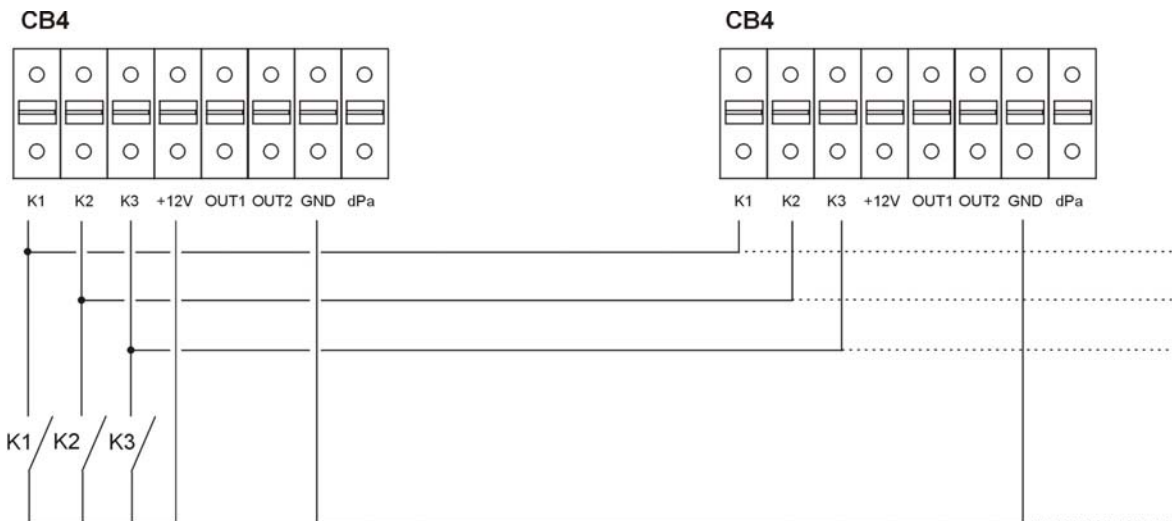 CB4 CB4
K1 K2 K3 +12V OUT1 OUT2 GND dPa K1 K2 K3 +12V OUT1 OUT2 GND dPa
K1 K2 K3